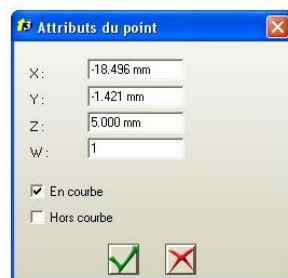 Attributs du point
X: -18.496 mm
Y: -1.421 mm
Z: 5.000 mm
W: 1
En courbe
Hors courbe